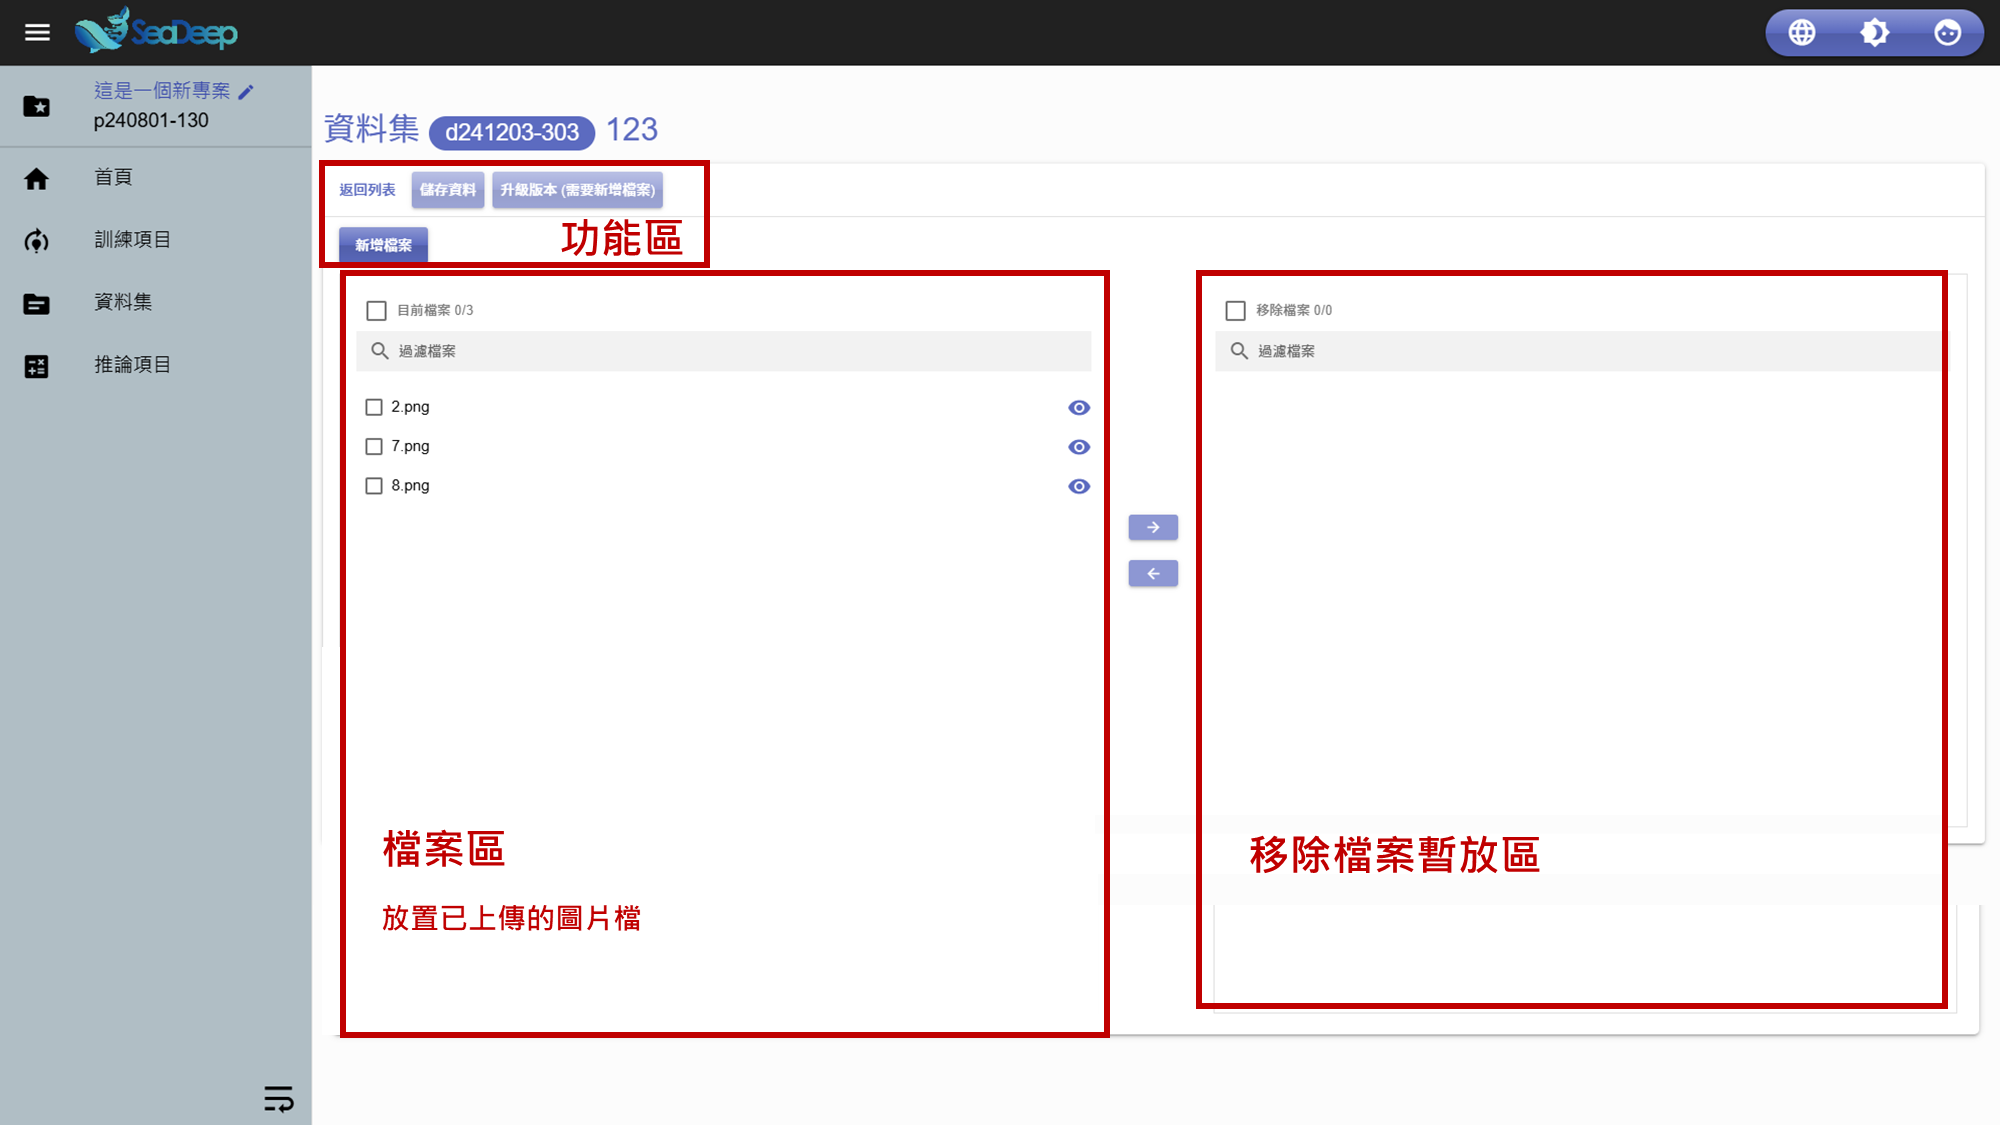 SeaDeep
這是一個新專案
p240801-130
首頁
訓練項目
資料集
推論項目
資料集 d241203-303 123
返回列表 儲存資料 升級版本 (需要新增檔案)
新增檔案
功能區
目前檔案 0/3
過濾檔案
2.png
7.png
8.png
檔案區
放置已上傳的圖片檔
移除檔案 0/0
過濾檔案
移除檔案暫放區